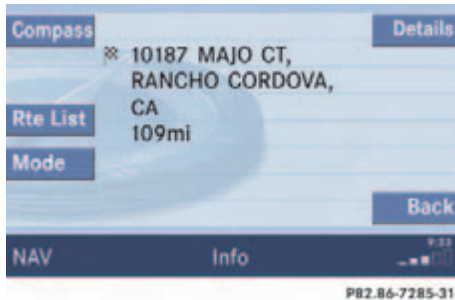 Compass
Details
10187 MAJO CT,
RANCHO CORDOVA,
CA
109mi
Rte List
Mode
Back
NAV
Info
9:33
P82.86-7285-31